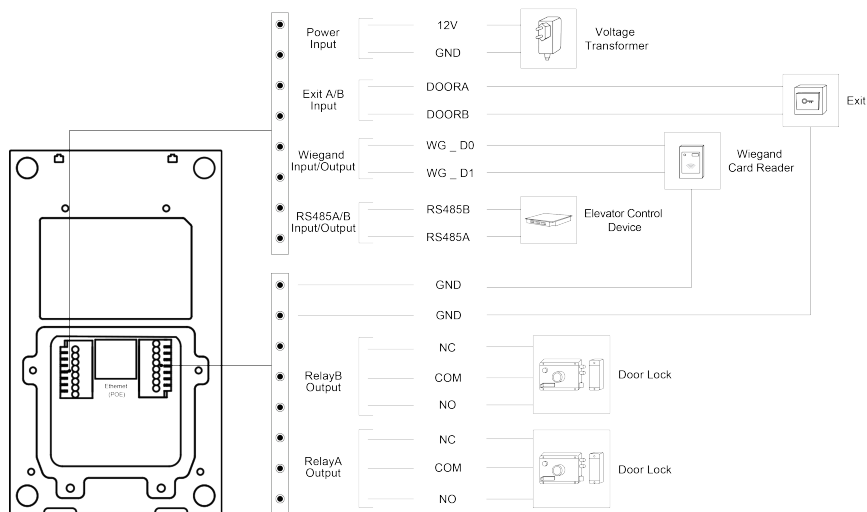 Power
Input
12V
GND
Voltage
Transformer
Exit A/B
Input
DOORA
DOORB
Exit
Wiegand
Input/Output
WG _ D0
WG _ D1
Wiegand
Card Reader
RS485A/B
Input/Output
RS485B
RS485A
Elevator Control
Device
GND
GND
Ethernet
(POE)
RelayB
Output
NC
COM
NO
Door Lock
RelayA
Output
NC
COM
NO
Door Lock